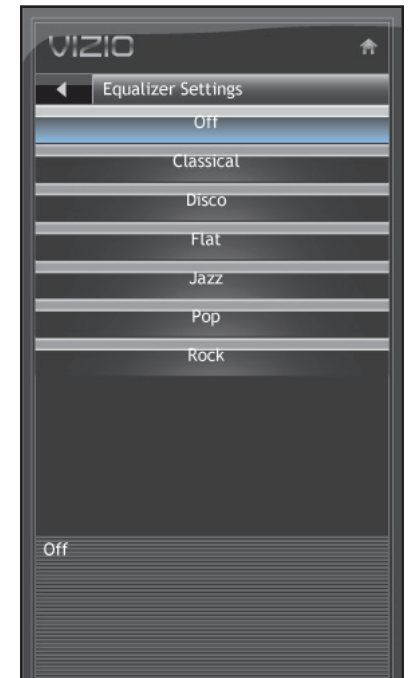 VIZIO
Equalizer Settings
Off
Classical
Disco
Flat
Jazz
Pop
Rock
Off